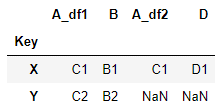 A_df1 B A_df2 D
Key
X C1 B1 C1 D1
Y C2 B2 NaN NaN